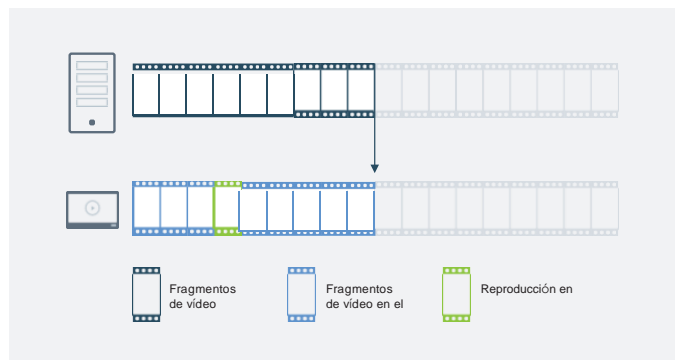 Fragmentos
de vídeo
Fragmentos
de vídeo en el
Reproducción en